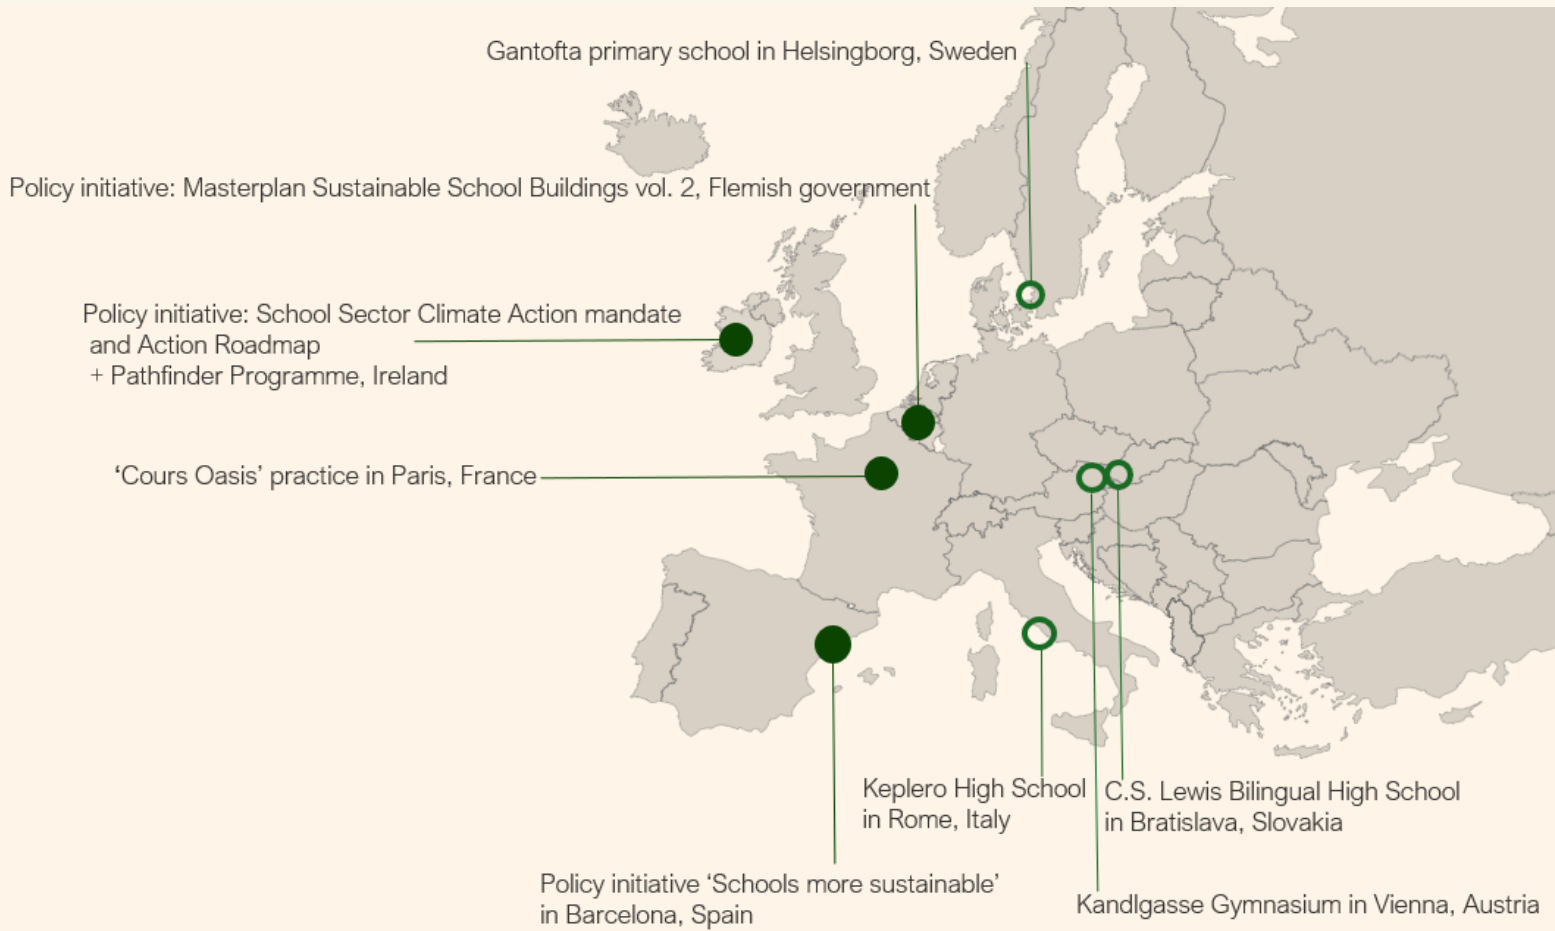 Gantofta primary school in Helsingborg, Sweden
Policy initiative: Masterplan Sustainable School Buildings vol. 2, Flemish government
Policy initiative: School Sector Climate Action mandate
and Action Roadmap
+ Pathfinder Programme, Ireland
‘Cours Oasis’ practice in Paris, France
Keplero High School
in Rome, Italy
C.S. Lewis Bilingual High School
in Bratislava, Slovakia
Policy initiative ‘Schools more sustainable’
in Barcelona, Spain
Kandlgasse Gymnasium in Vienna, Austria